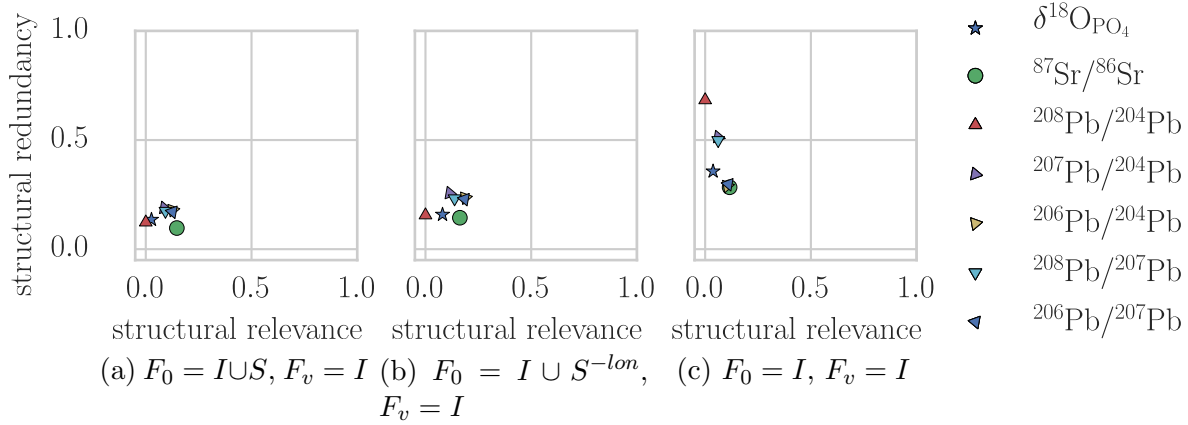 structural redundancy
1.0
0.5
0.0
0.0 0.5 1.0
0.0 0.5 1.0
0.0 0.5 1.0
structural relevance
structural relevance
structural relevance
(a) F₀ = I∪S, Fᵥ = I
(b) F₀ = I ∪ S⁻ˡᵒⁿ,
Fᵥ = I
(c) F₀ = I, Fᵥ = I
δ¹⁸O_PO₄
⁸⁷Sr/⁸⁶Sr
²⁰⁸Pb/²⁰⁴Pb
²⁰⁷Pb/²⁰⁴Pb
²⁰⁶Pb/²⁰⁴Pb
²⁰⁸Pb/²⁰⁷Pb
²⁰⁶Pb/²⁰⁷Pb